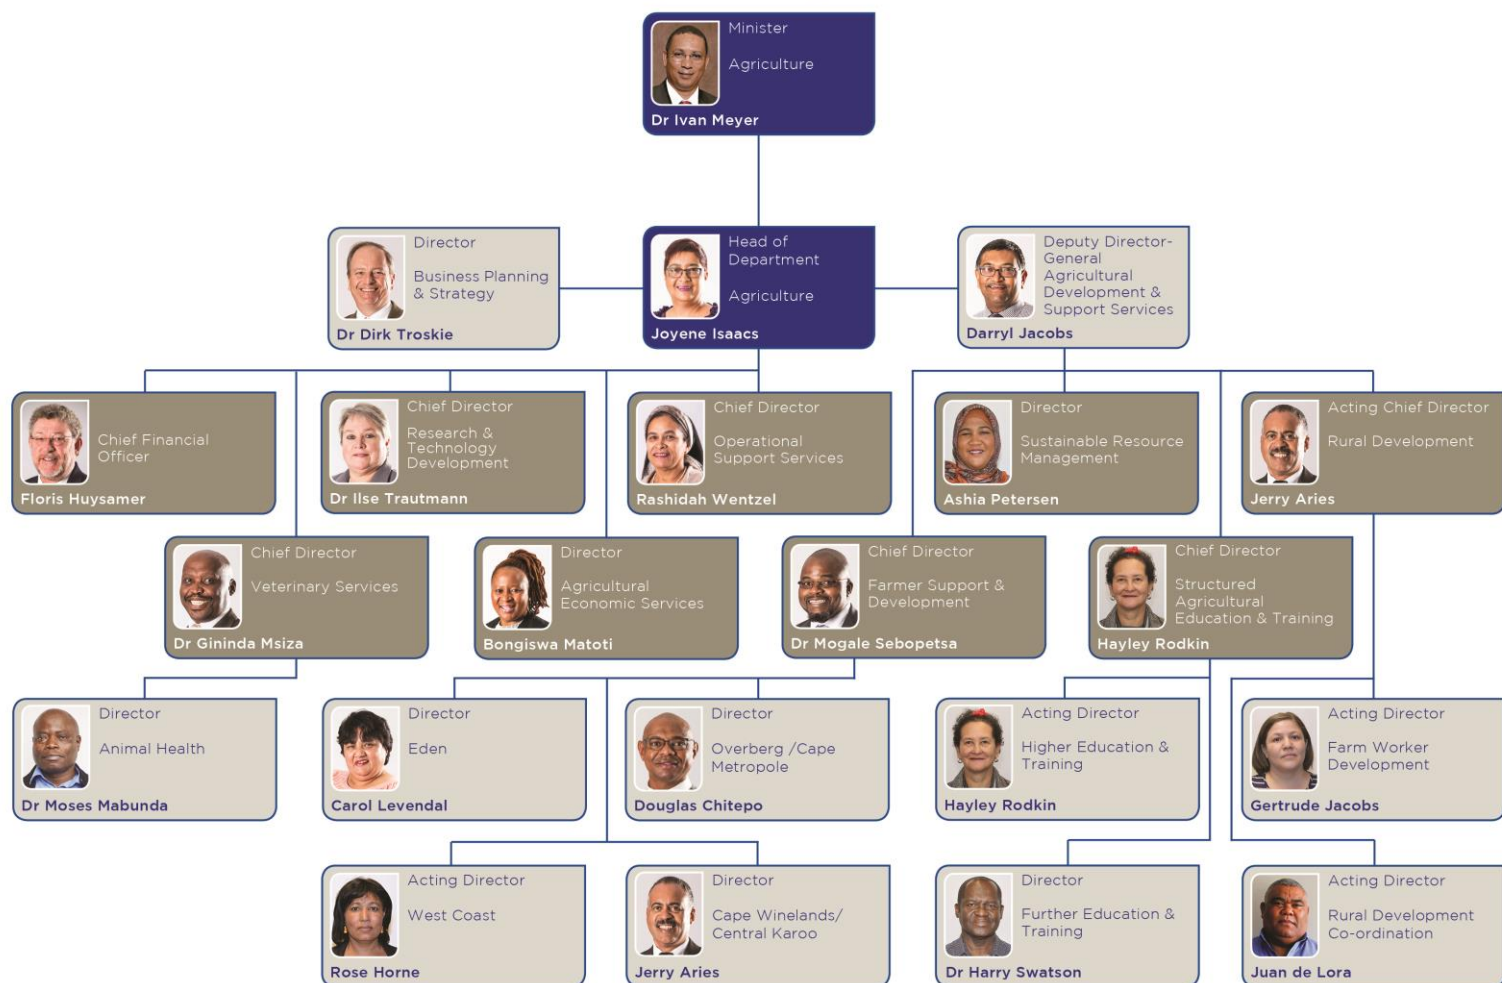 Minister
Agriculture
Dr Ivan Meyer
Director
Business Planning
& Strategy
Dr Dirk Troskie
Head of
Department
Agriculture
Joyene Isaacs
Deputy Director-
General
Agricultural
Development &
Support Services
Darryl Jacobs
Chief Financial
Officer
Floris Huysamer
Chief Director
Research &
Technology
Development
Dr Ilse Trautmann
Chief Director
Operational
Support Services
Rashidah Wentzel
Director
Sustainable Resource
Management
Ashia Petersen
Acting Chief Director
Rural Development
Jerry Aries
Chief Director
Veterinary Services
Dr Gininda Msiza
Director
Agricultural
Economic Services
Bongiswa Matoti
Chief Director
Farmer Support &
Development
Dr Mogale Sebopetsa
Chief Director
Structured
Agricultural
Education & Training
Hayley Rodkin
Director
Animal Health
Dr Moses Mabunda
Director
Eden
Carol Levendal
Director
Overberg /Cape
Metropole
Douglas Chitepo
Acting Director
Higher Education &
Training
Hayley Rodkin
Acting Director
Farm Worker
Development
Gertrude Jacobs
Acting Director
West Coast
Rose Horne
Director
Cape Winelands/
Central Karoo
Jerry Aries
Director
Further Education &
Training
Dr Harry Swatson
Acting Director
Rural Development
Co-ordination
Juan de Lora